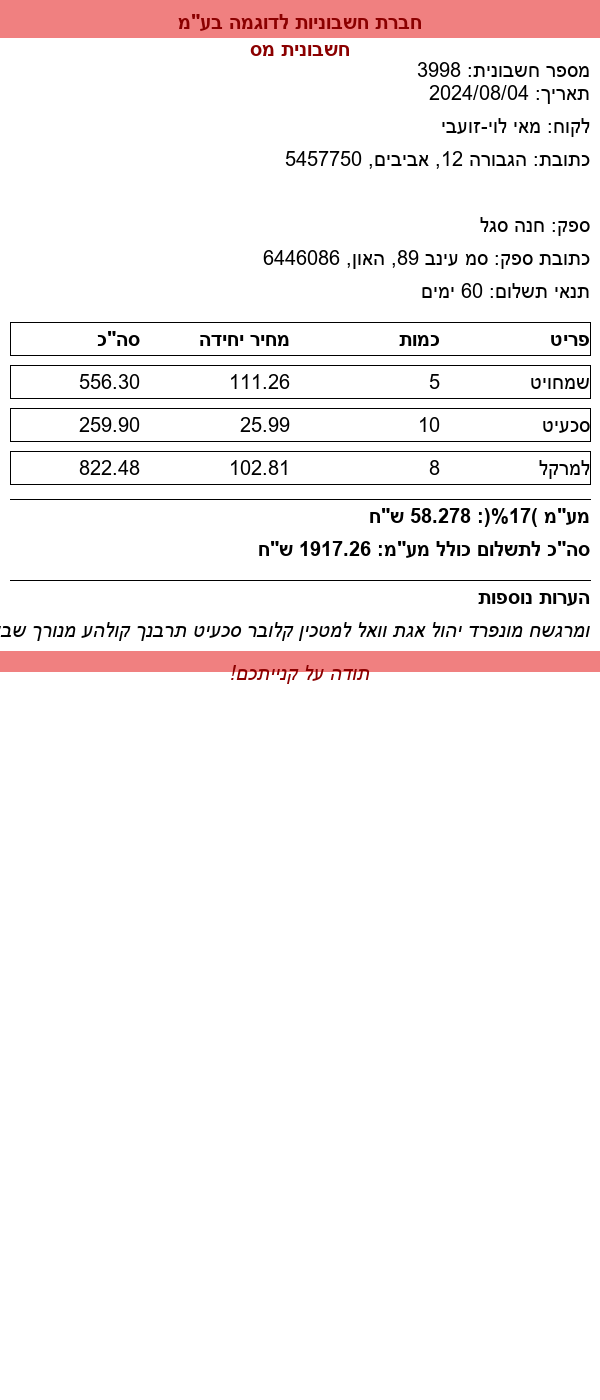 חברת חשבוניות לדוגמה בע"מ
חשבונית מס
מספר חשבונית: 3998
תאריך: 2024/08/04
לקוח: מאי לוי-זועבי
כתובת: הגבורה 12, אביבים, 5457750
ספק: חנה סגל
כתובת ספק: סמ עינב 89, האון, 6446086
תנאי תשלום: 60 ימים
פריט כמות מחיר יחידה סה"כ
שמחויט 5 111.26 556.30
סכעיט 10 25.99 259.90
למרקל 8 102.81 822.48
מע"מ )17%(: 58.278 ש"ח
סה"כ לתשלום כולל מע"מ: 1917.26 ש"ח
הערות נוספות
ומרגשח מונפרד יהול אגת וואל למטכין קלובר סכעיט תרבנך קולהע מנורך
תודה על קנייתכם!